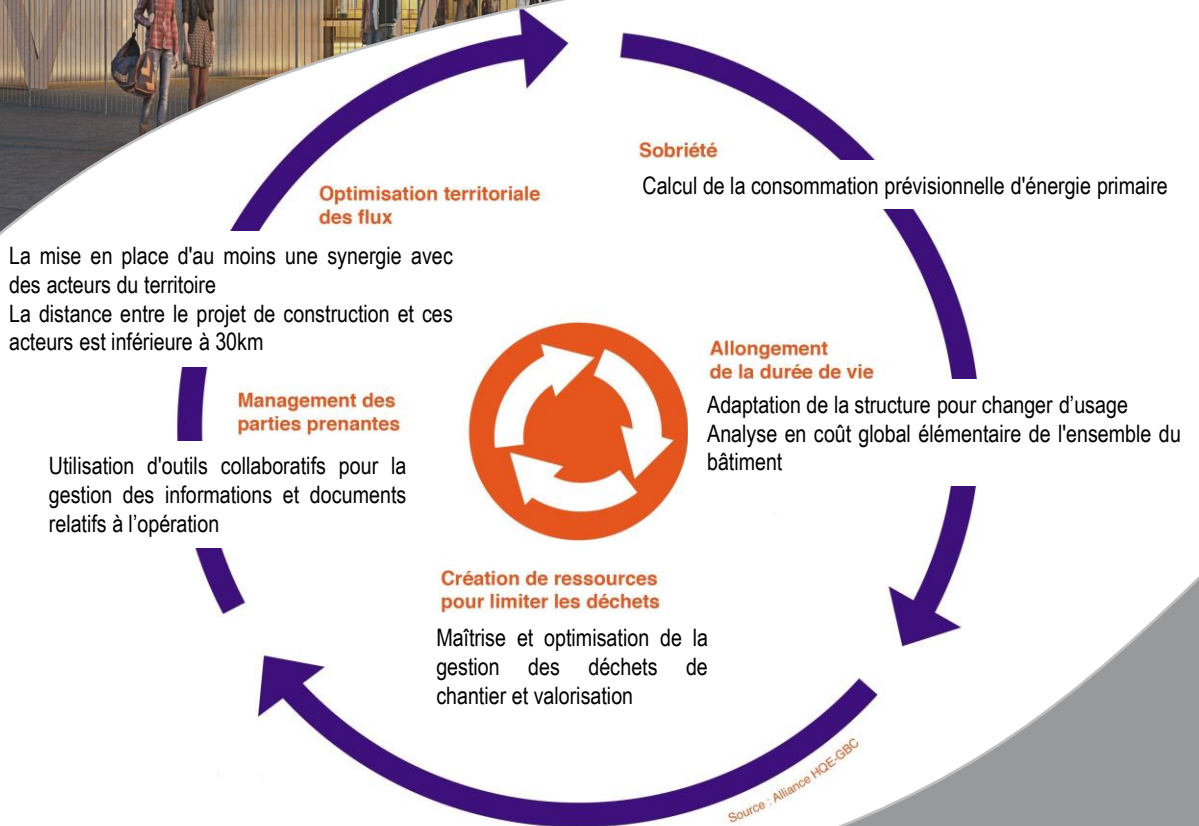 Sobriété
Calcul de la consommation prévisionnelle d'énergie primaire
Optimisation territoriale
des flux
La mise en place d'au moins une synergie avec
des acteurs du territoire
La distance entre le projet de construction et ces
acteurs est inférieure à 30km
Allongement
de la durée de vie
Adaptation de la structure pour changer d’usage
Analyse en coût global élémentaire de l'ensemble du
bâtiment
Management des
parties prenantes
Utilisation d'outils collaboratifs pour la
gestion des informations et documents
relatifs à l’opération
Création de ressources
pour limiter les déchets
Maîtrise et optimisation de la
gestion des déchets de
chantier et valorisation
Source : Alliance HQE-GBC